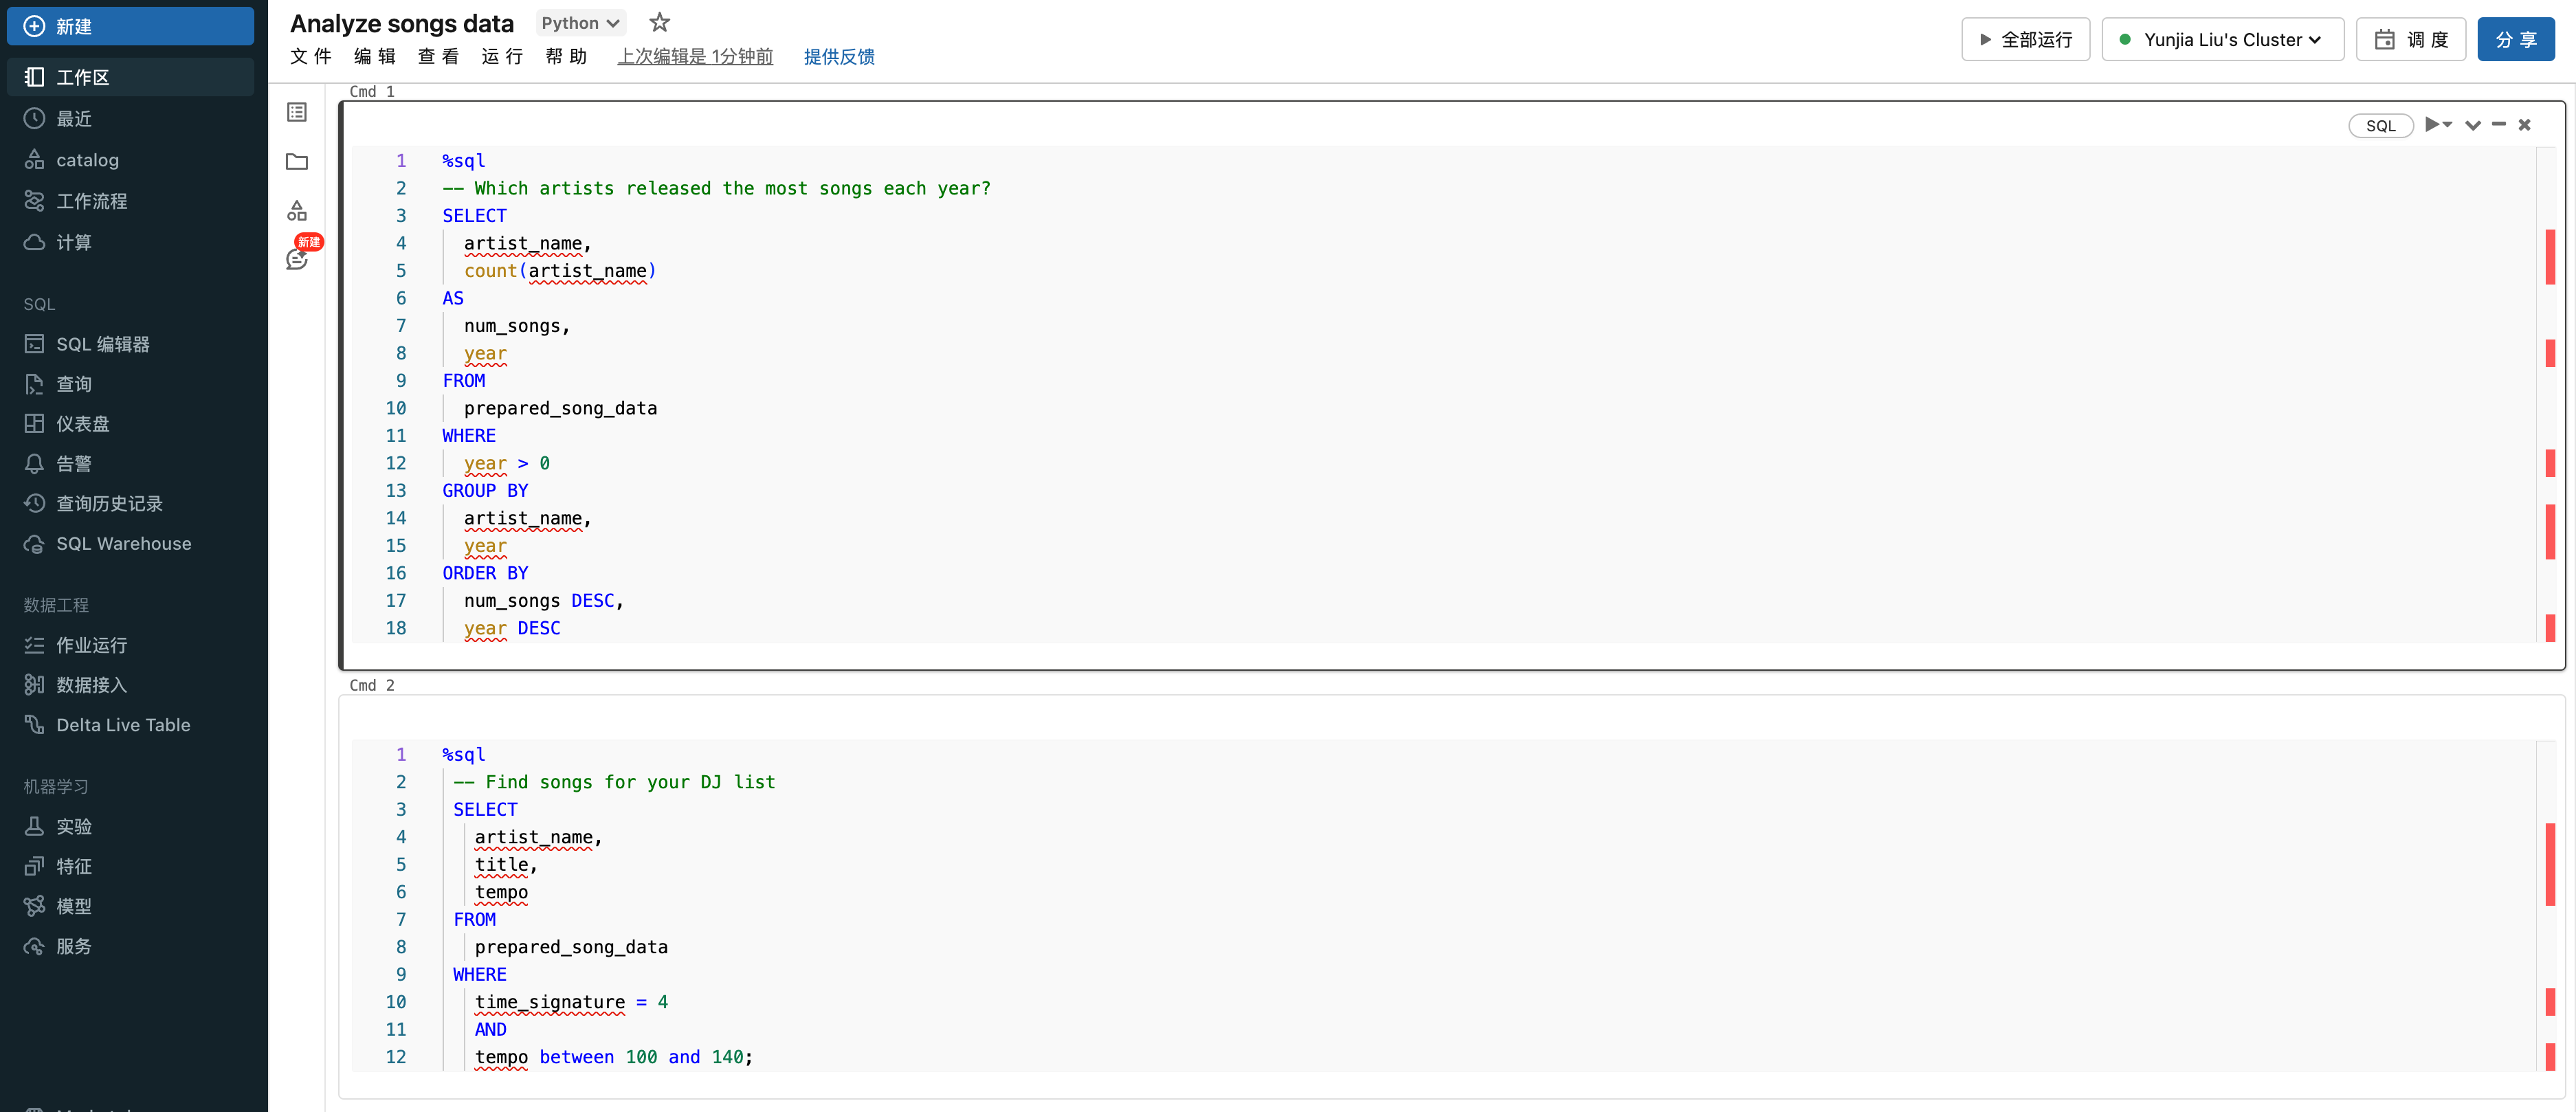 新建
工作区
最近
catalog
工作流程
计算
SQL
SQL 编辑器
查询
仪表盘
告警
查询历史记录
SQL Warehouse
数据工程
作业运行
数据接入
Delta Live Table
机器学习
实验
特征
模型
服务
Analyze songs data Python
文件 编辑 查看 运行 帮助 上次编辑是 1分钟前 提供反馈
全部运行 Yunjia Liu's Cluster 调度 分享
新建
Cmd 1
SQL
1 %sql
2 -- Which artists released the most songs each year?
3 SELECT
4 artist_name,
5 count(artist_name)
6 AS
7 num_songs,
8 year
9 FROM
10 prepared_song_data
11 WHERE
12 year > 0
13 GROUP BY
14 artist_name,
15 year
16 ORDER BY
17 num_songs DESC,
18 year DESC
Cmd 2
1 %sql
2 -- Find songs for your DJ list
3 SELECT
4 artist_name,
5 title,
6 tempo
7 FROM
8 prepared_song_data
9 WHERE
10 time_signature = 4
11 AND
12 tempo between 100 and 140;